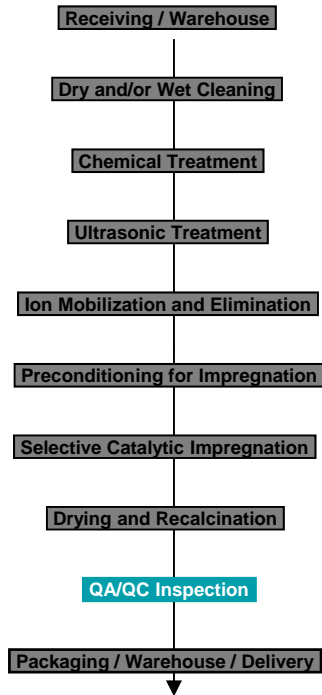 Receiving / Warehouse
Dry and/or Wet Cleaning
Chemical Treatment
Ultrasonic Treatment
Ion Mobilization and Elimination
Preconditioning for Impregnation
Selective Catalytic Impregnation
Drying and Recalcination
QA/QC Inspection
Packaging / Warehouse / Delivery